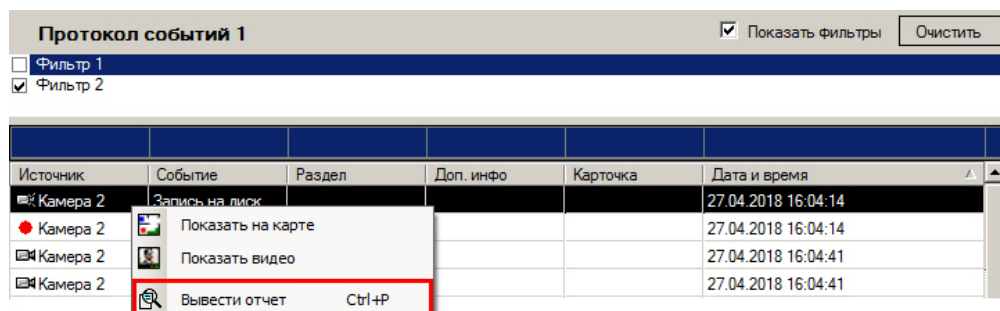 Протокол событий 1 Показать фильтры Очистить
Фильтр 1
Фильтр 2
Источник Событие Раздел Доп. инфо Карточка Дата и время
Камера 2 Запись на диск 27.04.2018 16:04:14
Камера 2 27.04.2018 16:04:14
Показать на карте
Камера 2 27.04.2018 16:04:41
Показать видео
Камера 2 27.04.2018 16:04:41
Вывести отчет Ctrl+P